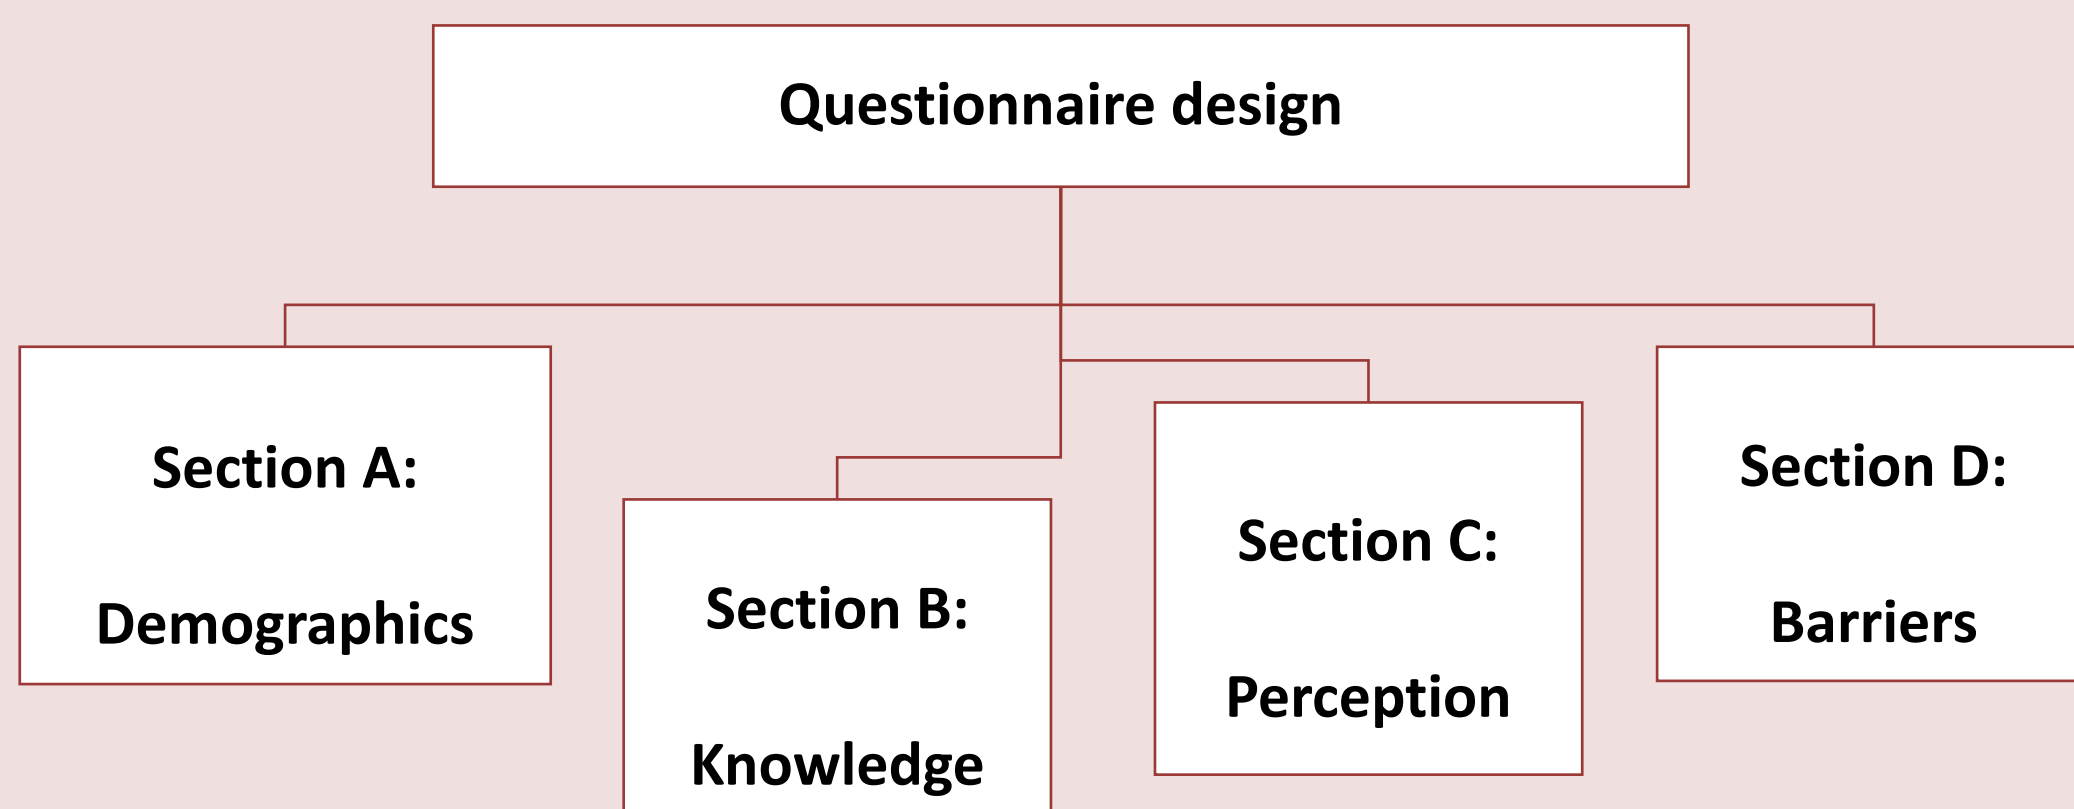 Questionnaire design
Section A:
Demographics
Section B:
Knowledge
Section C:
Perception
Section D:
Barriers